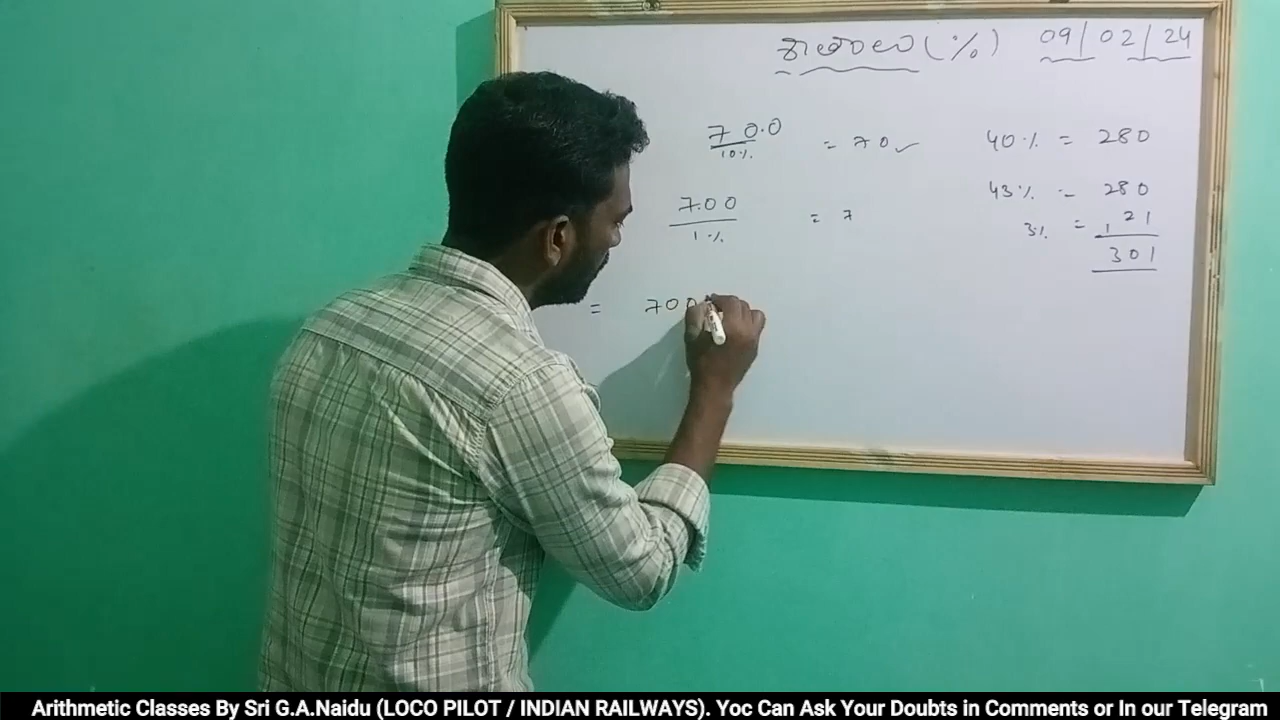 శాతాలు (%) 09/02/24
70.0/10% = 70 ✓
7.00/1% = 7
= 700
40% = 280
43% = 280
3% = 21
301
Arithmetic Classes By Sri G.A.Naidu (LOCO PILOT / INDIAN RAILWAYS). Yoc Can Ask Your Doubts in Comments or In our Telegram